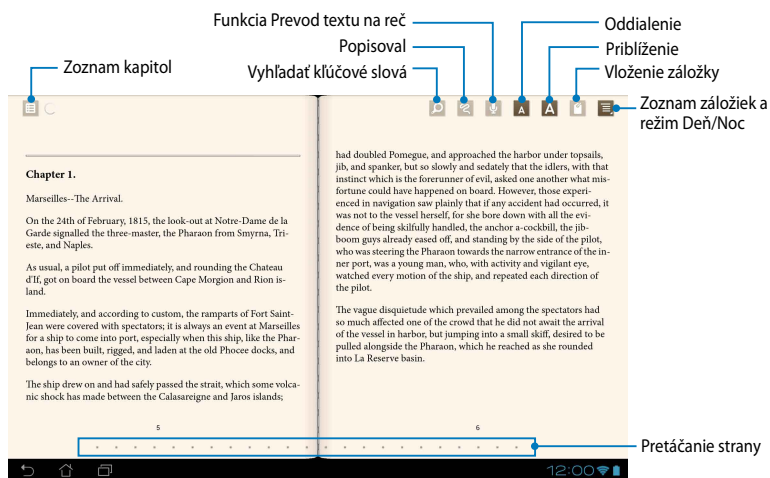 Funkcia Prevod textu na reč
Popisoval
Vyhľadať kľúčové slová
Zoznam kapitol
Oddialenie
Priblíženie
Vloženie záložky
Zoznam záložiek a
režim Deň/Noc
A
A
Chapter 1.
Marseilles--The Arrival.
On the 24th of February, 1815, the look-out at Notre-Dame de la
Garde signalled the three-master, the Pharaon from Smyrna, Tri-
este, and Naples.
As usual, a pilot put off immediately, and rounding the Chateau
d'If, got on board the vessel between Cape Morgion and Rion is-
land.
Immediately, and according to custom, the ramparts of Fort Saint-
Jean were covered with spectators; it is always an event at Marseilles
for a ship to come into port, especially when this ship, like the Phar-
aon, has been built, rigged, and laden at the old Phocee docks, and
belongs to an owner of the city.
The ship drew on and had safely passed the strait, which some volca-
nic shock has made between the Calasareigne and Jaros islands;
5
had doubled Pomegue, and approached the harbor under topsails,
jib, and spanker, but so slowly and sedately that the idlers, with that
instinct which is the forerunner of evil, asked one another what mis-
fortune could have happened on board. However, those experi-
enced in navigation saw plainly that if any accident had occurred, it
was not to the vessel herself, for she bore down with all the evi-
dence of being skilfully handled, the anchor a-cockbill, the jib-
boom guys already eased off, and standing by the side of the pilot,
who was steering the Pharaon towards the narrow entrance of the in-
ner port, was a young man, who, with activity and vigilant eye,
watched every motion of the ship, and repeated each direction of
the pilot.
The vague disquietude which prevailed among the spectators had
so much affected one of the crowd that he did not await the arrival
of the vessel in harbor, but jumping into a small skiff, desired to be
pulled alongside the Pharaon, which he reached as she rounded
into La Reserve basin.
6
Pretáčanie strany
12:00